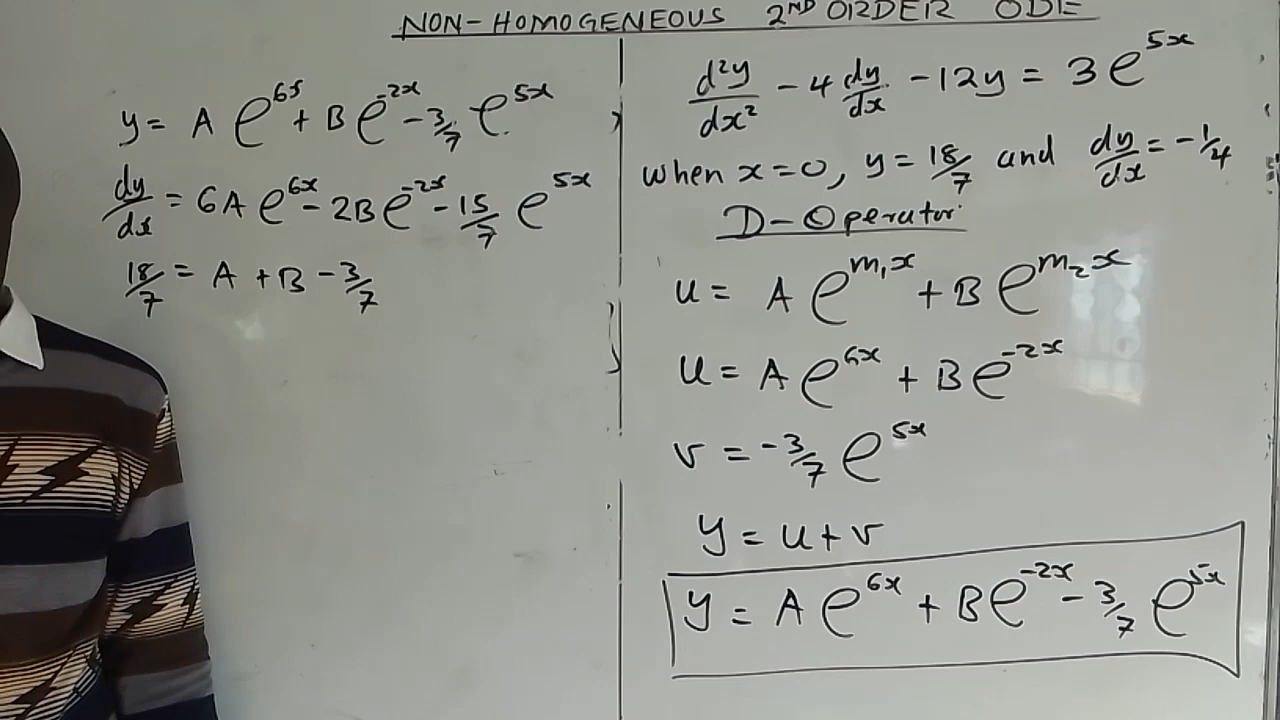 NON-HOMOGENEOUS 2ND ORDER ODE
y = A e^6x + B e^-2x - 3/7 e^5x
dy/dx = 6A e^6x - 2B e^-2x - 15/7 e^5x
18/7 = A + B - 3/7
d²y/dx² - 4 dy/dx - 12y = 3e^5x
when x=0, y = 18/7 and dy/dx = -1/4
D-Operator
u = A e^m₁x + B e^m₂x
u = A e^6x + B e^-2x
v = -3/7 e^5x
y = u + v
y = A e^6x + B e^-2x - 3/7 e^5x